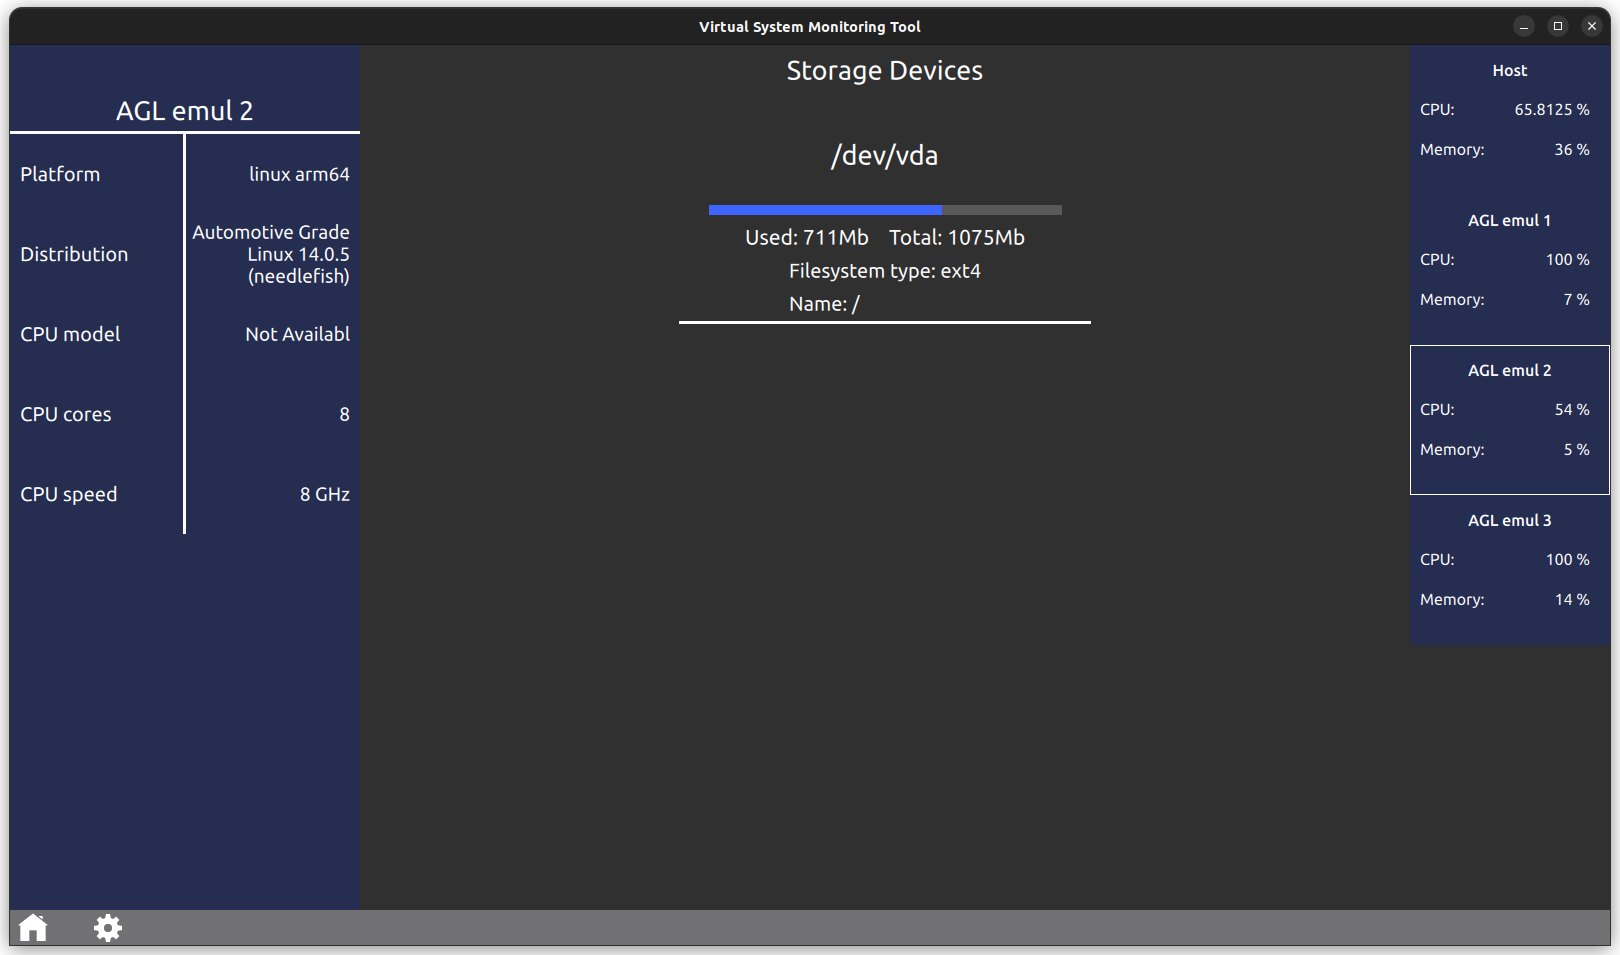 Virtual System Monitoring Tool
AGL emul 2
Platform
linux arm64
Distribution
Automotive Grade
Linux 14.0.5
(needlefish)
CPU model
Not Availabl
CPU cores
8
CPU speed
8 GHz
Storage Devices
/dev/vda
Used: 711Mb Total: 1075Mb
Filesystem type: ext4
Name: /
Host
CPU: 65.8125 %
Memory: 36 %
AGL emul 1
CPU: 100 %
Memory: 7 %
AGL emul 2
CPU: 54 %
Memory: 5 %
AGL emul 3
CPU: 100 %
Memory: 14 %